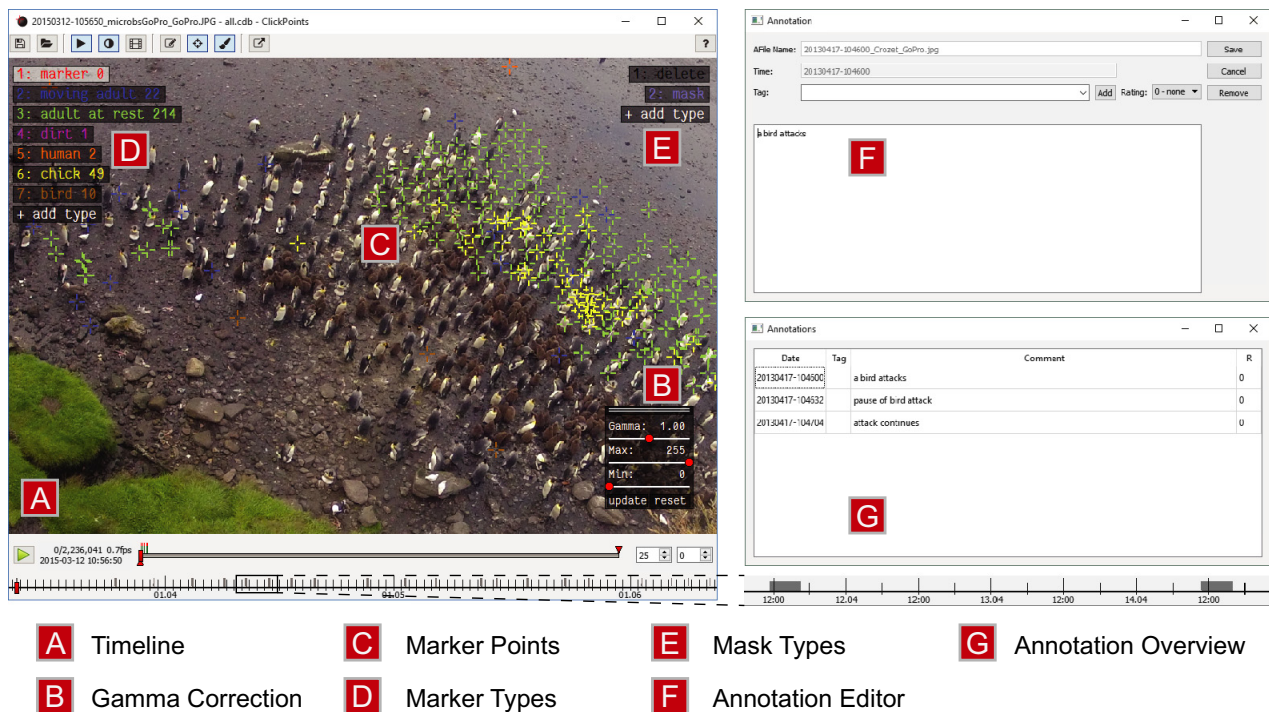 20150312-105650_microbsGoPro_GoPro.JPG - all.cdb - ClickPoints
?
1: marker 0
2: moving adult 22
3: adult at rest 214
4: dirt 1
5: human 2
6: chick 49
7: bird 10
+ add type
1: delete
2: mask
+ add type
D
E
C
B
A
Gamma: 1.00
Max: 255
Min: 0
update reset
0/2,236,041 0.7fps
2015-03-12 10:56:50
25
0
01.04
01.05
01.06
Annotation
AFile Name: 20130417-104600_Crozet_GoPro.jpg
Save
Time: 20130417-104600
Cancel
Tag:
Add
Rating: 0 - none
Remove
a bird attacks
F
Annotations
Date Tag Comment R
20130417-104600 a bird attacks 0
20130417-104632 pause of bird attack 0
20130417-104704 attack continues 0
G
12:00 12.04 12:00 13.04 12:00 14.04 12:00
A Timeline
C Marker Points
E Mask Types
G Annotation Overview
B Gamma Correction
D Marker Types
F Annotation Editor